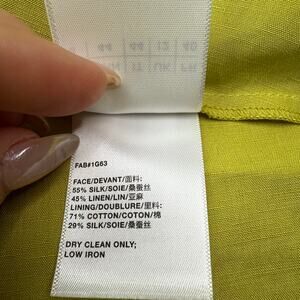 FAB#1G63
FACE/DEVANT/面料:
55% SILK/SOIE/桑蚕丝
45% LINEN/LIN/亚麻
LINING/DOUBLURE/里料:
71% COTTON/COTON/棉
29% SILK/SOIE/桑蚕丝
DRY CLEAN ONLY;
LOW IRON